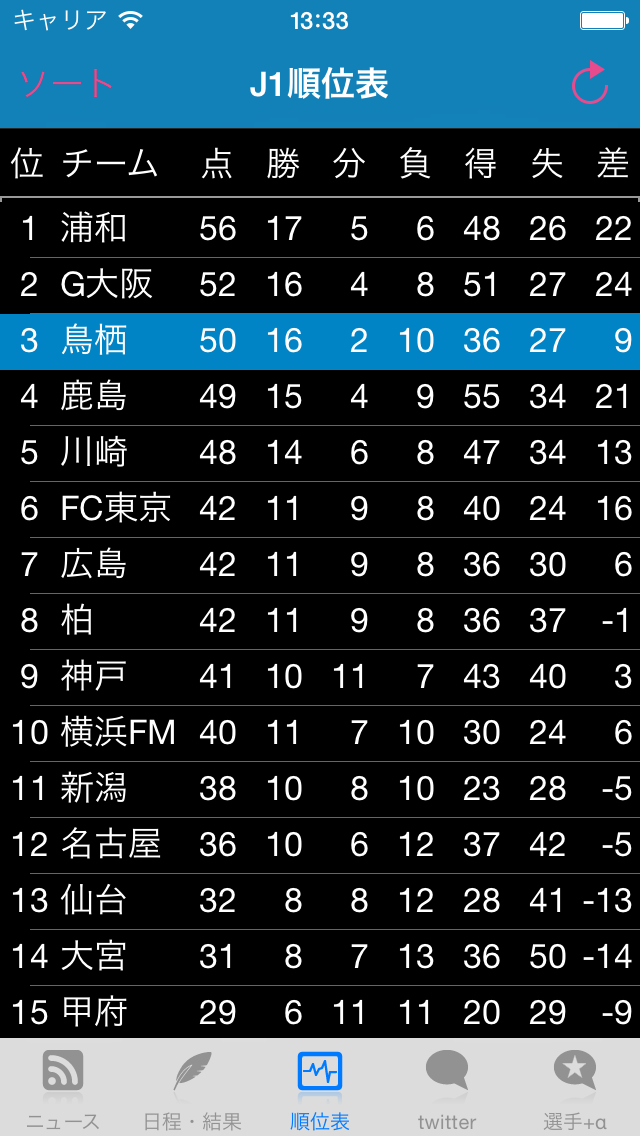 キャリア 13:33
ソート J1順位表
位 チーム 点 勝 分 負 得 失 差
1 浦和 56 17 5 6 48 26 22
2 G大阪 52 16 4 8 51 27 24
3 鳥栖 50 16 2 10 36 27 9
4 鹿島 49 15 4 9 55 34 21
5 川崎 48 14 6 8 47 34 13
6 FC東京 42 11 9 8 40 24 16
7 広島 42 11 9 8 36 30 6
8 柏 42 11 9 8 36 37 -1
9 神戸 41 10 11 7 43 40 3
10 横浜FM 40 11 7 10 30 24 6
11 新潟 38 10 8 10 23 28 -5
12 名古屋 36 10 6 12 37 42 -5
13 仙台 32 8 8 12 28 41 -13
14 大宮 31 8 7 13 36 50 -14
15 甲府 29 6 11 11 20 29 -9
ニュース 日程・結果 順位表 twitter 選手+α